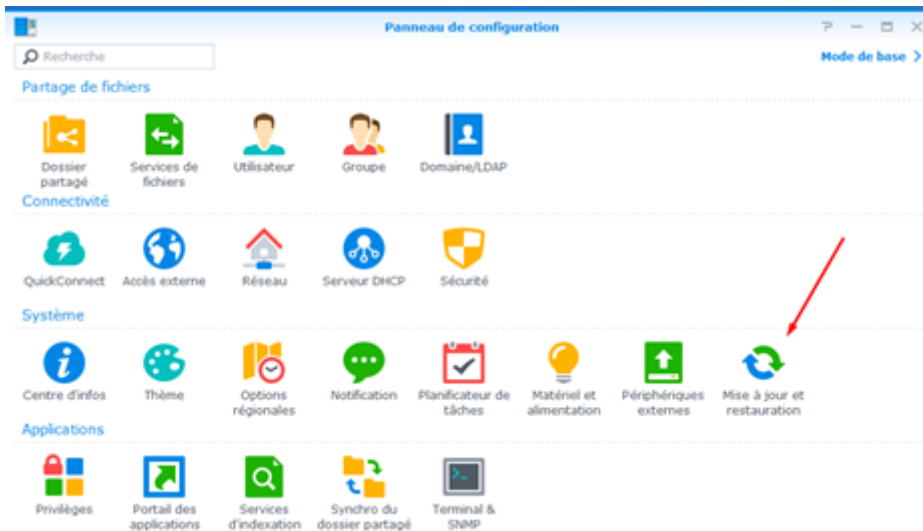 Panneau de configuration
Recherche
Mode de base
Partage de fichiers
Dossier partagé
Services de fichiers
Utilisateur
Groupe
Domaine/LDAP
Connectivité
QuickConnect
Accès externe
Réseau
Serveur DHCP
Sécurité
Système
Centre d'infos
Thème
Options régionales
Notification
Planificateur de tâches
Matériel et alimentation
Périphériques externes
Mise à jour et restauration
Applications
Privilèges
Portail des applications
Services d'indexation
Synchro du dossier partagé
Terminal & SNMP